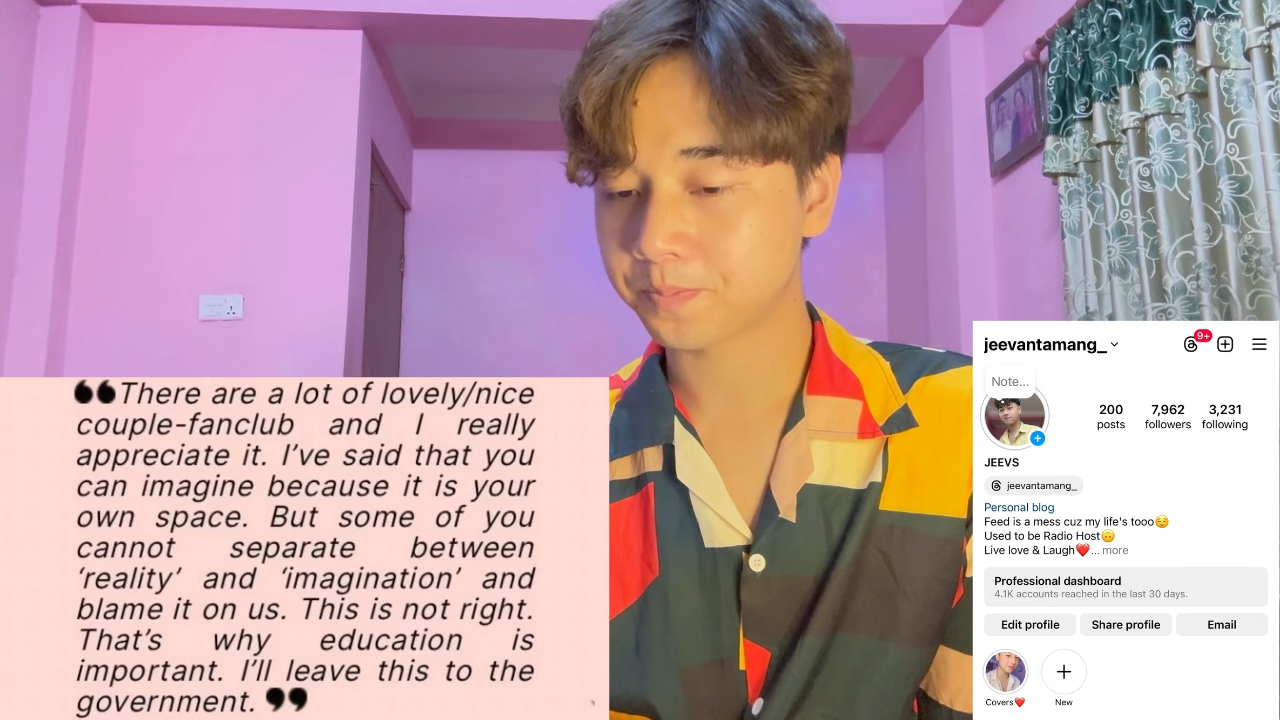 ❝There are a lot of lovely/nice
couple-fanclub and I really
appreciate it. I’ve said that you
can imagine because it is your
own space. But some of you
cannot separate between
‘reality’ and ‘imagination’ and
blame it on us. This is not right.
That’s why education is
important. I’ll leave this to the
government.❞
jeevantamang_
9+
Note...
200 7,962 3,231
posts followers following
JEEVS
jeevantamang_
Personal blog
Feed is a mess cuz my life's tooo😌
Used to be Radio Host🙃
Live love & Laugh❤️... more
Professional dashboard
4.1K accounts reached in the last 30 days.
Edit profile Share profile Email
Covers❤️ New